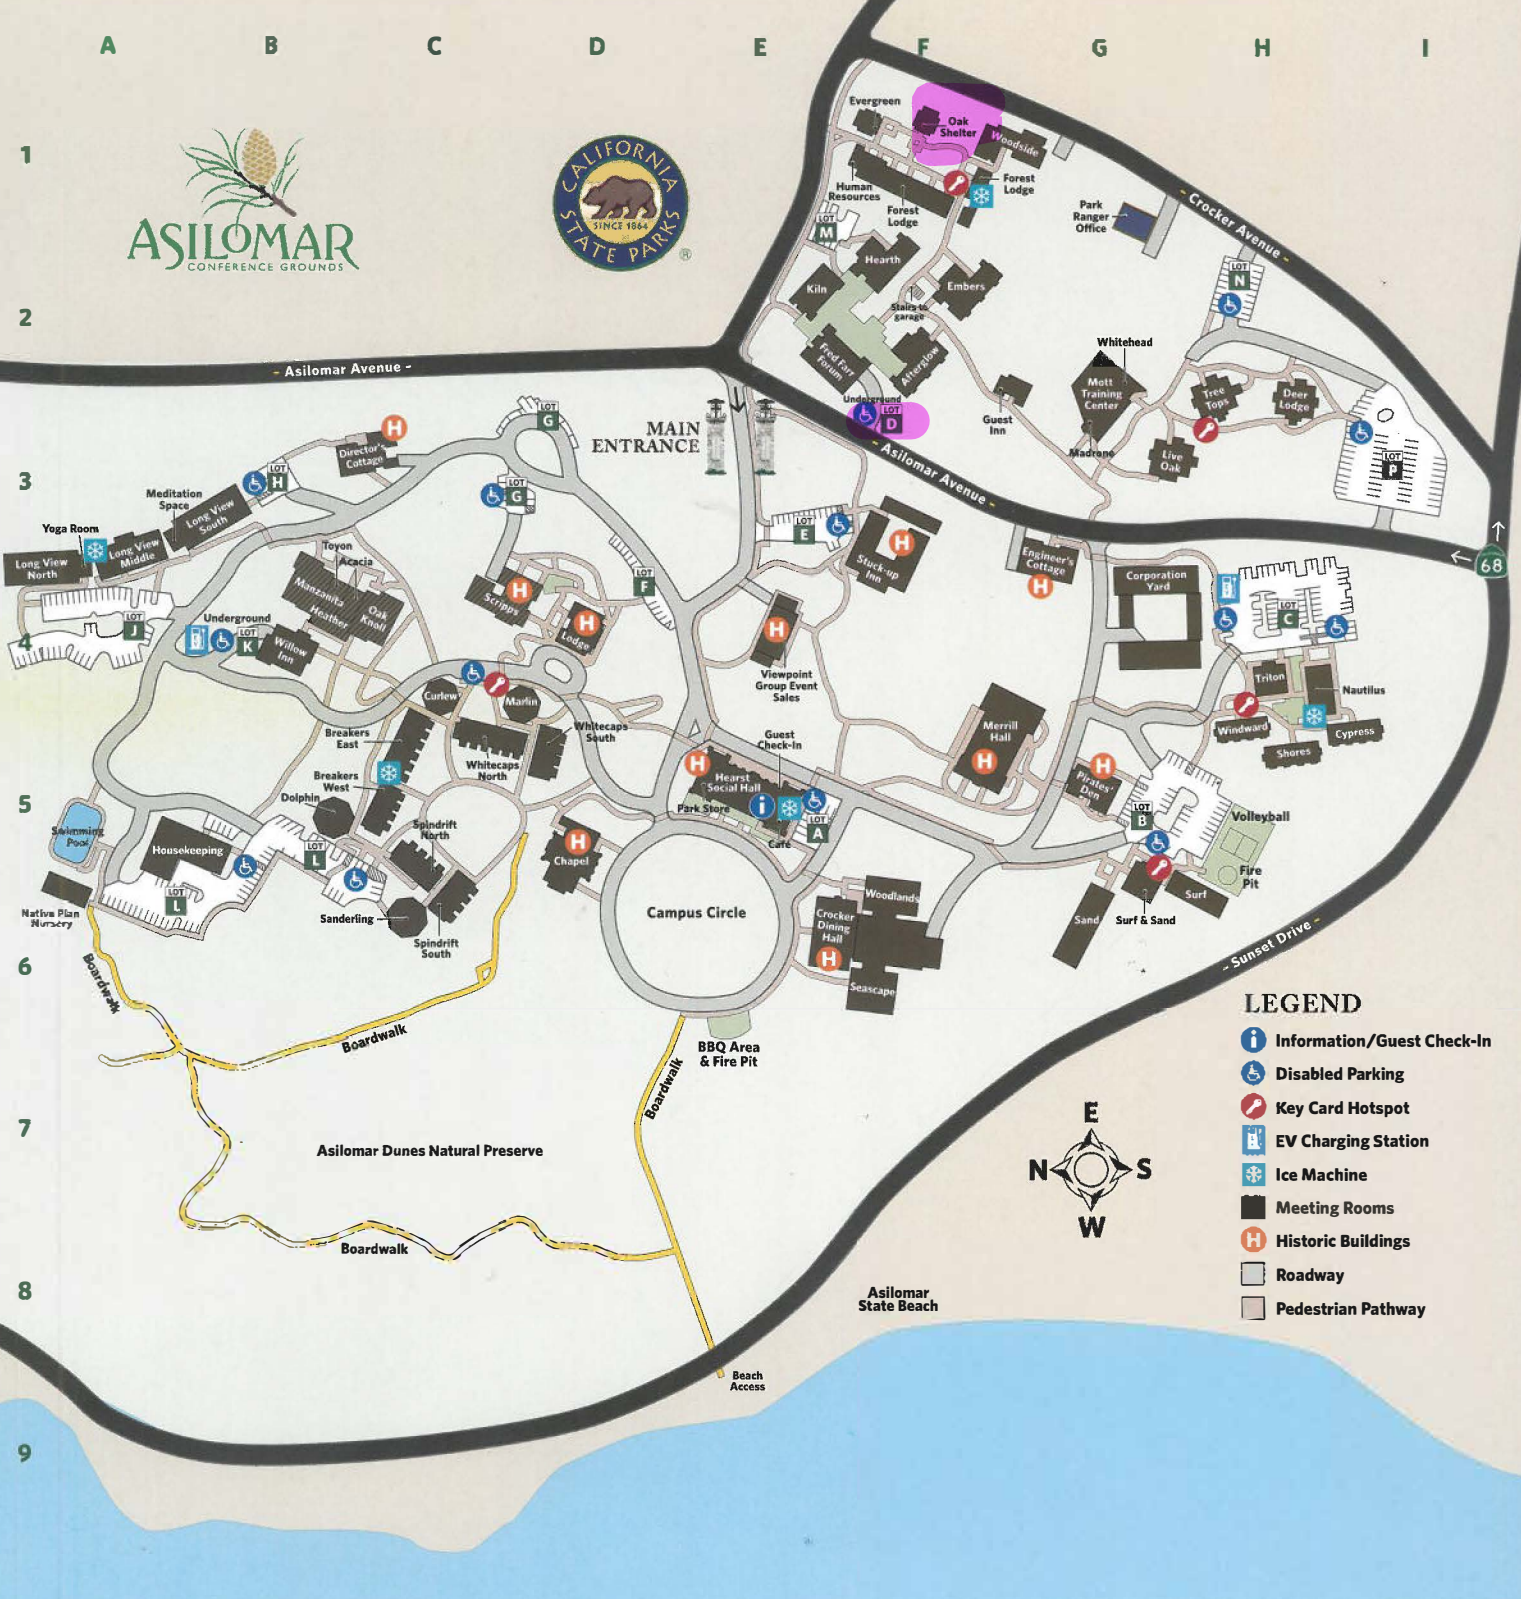 A B C D E F G H I
1
2
3
4
5
6
7
8
9
ASILOMAR
CONFERENCE GROUNDS
CALIFORNIA
STATE PARKS
SINCE 1864
®
Evergreen
Oak
Shelter
Woodside
Human
Resources
Forest
Lodge
Forest
Lodge
LOT
M
Park
Ranger
Office
- Crocker Avenue -
Hearth
Kiln
Embers
Stairs to
garage
Fred Farr
Forum
Afterglow
Underground
LOT
D
LOT
N
Whitehead
Mott
Training
Center
Madrone
Guest
Inn
Tree
Tops
Deer
Lodge
Live
Oak
LOT
P
- Asilomar Avenue -
- Asilomar Avenue -
68
MAIN
ENTRANCE
LOT
G
LOT
G
H
Director's
Cottage
LOT
H
Meditation
Space
Long View
South
Yoga Room
Long View
Middle
Long View
North
LOT
J
Toyon
Acacia
Manzanita
Heather
Oak
Knoll
Underground
LOT
K
Willow
Inn
H
Scripps
H
Lodge
LOT
F
LOT
E
H
Stuck-up
Inn
H
Viewpoint
Group Event
Sales
Engineer's
Cottage
H
Corporation
Yard
LOT
C
Triton
Nautilus
Windward
Cypress
Shores
Curlew
Marlin
Breakers
East
Whitecaps
South
Whitecaps
North
Breakers
West
Dolphin
Spindrift
North
Swimming
Pool
Housekeeping
LOT
L
LOT
L
Native Plan
Nursery
Sanderling
Spindrift
South
H
Chapel
H
Hearst
Social Hall
Guest
Check-In
Park Store
i
Café
LOT
A
Merrill
Hall
H
H
Pirates'
Den
LOT
B
Volleyball
Fire
Pit
Surf
Sand
Surf & Sand
Campus Circle
Woodlands
Crocker
Dining
Hall
H
Seascape
BBQ Area
& Fire Pit
Boardwalk
Boardwalk
Boardwalk
Boardwalk
Asilomar Dunes Natural Preserve
- Sunset Drive -
Asilomar
State Beach
Beach
Access
E
N S
W
LEGEND
i Information/Guest Check-In
Disabled Parking
Key Card Hotspot
EV Charging Station
Ice Machine
Meeting Rooms
H Historic Buildings
Roadway
Pedestrian Pathway